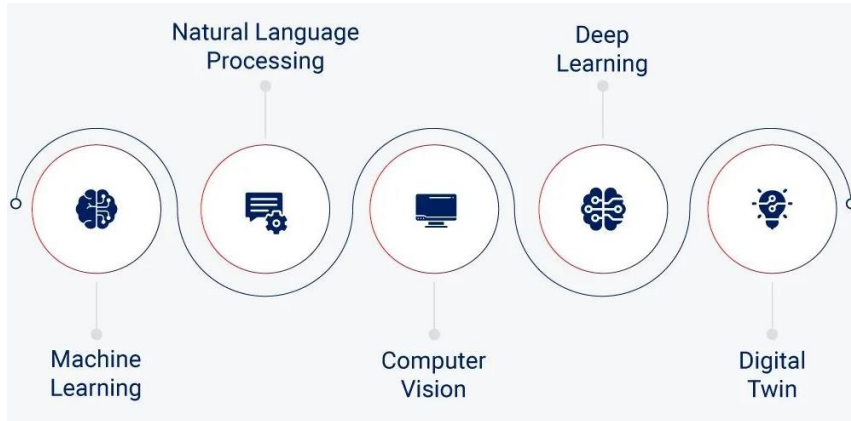 Natural Language
Processing
Deep
Learning
Machine
Learning
Computer
Vision
Digital
Twin